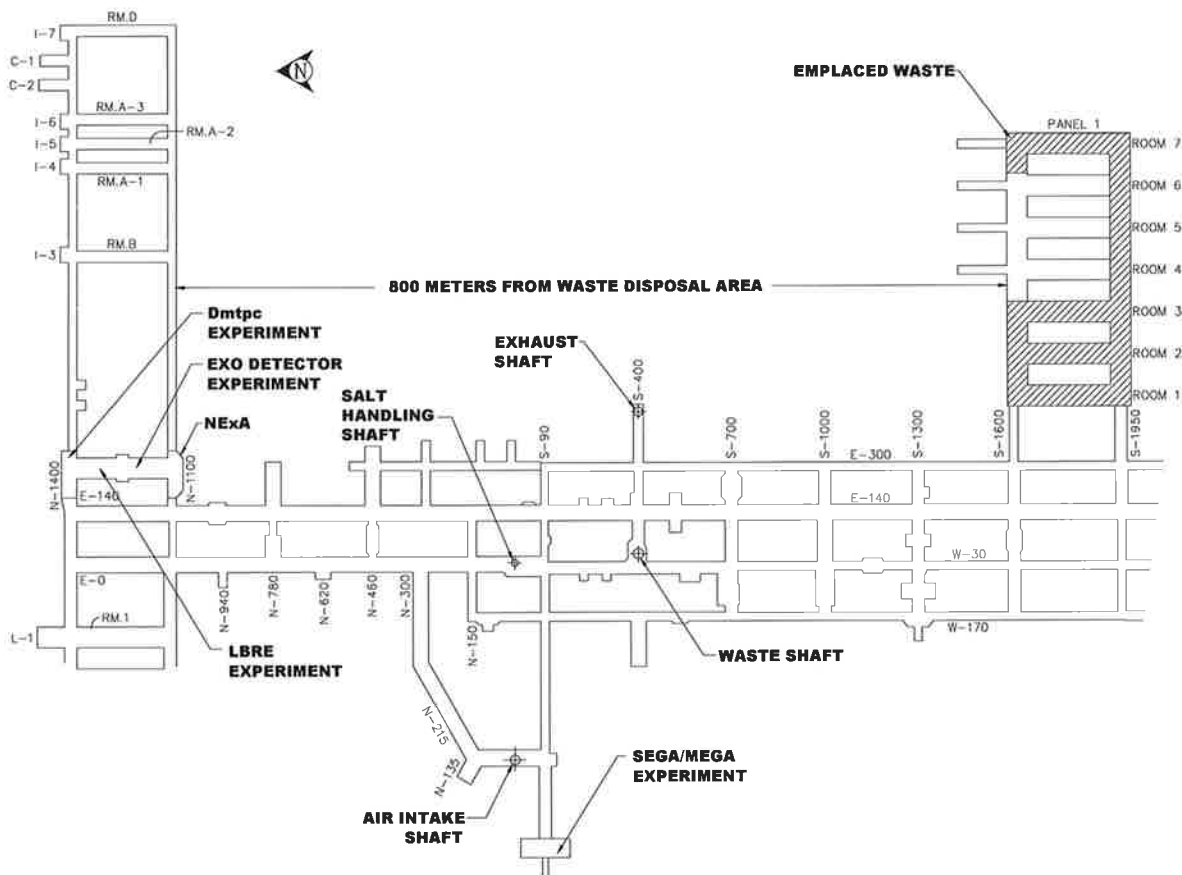 RM.D
I-7
C-1
C-2
N
RM.A-3
I-6
RM.A-2
I-5
I-4
RM.A-1
RM.B
I-3
EMPLACED WASTE
PANEL 1
ROOM 7
ROOM 6
ROOM 5
ROOM 4
ROOM 3
ROOM 2
ROOM 1
800 METERS FROM WASTE DISPOSAL AREA
Dmtpc
EXPERIMENT
EXO DETECTOR
EXPERIMENT
NExA
SALT
HANDLING
SHAFT
EXHAUST
SHAFT
S-90
S-400
S-700
S-1000
S-1300
S-1600
S-1950
E-300
N-1400
E-140
N-1100
E-140
W-30
E-0
N-940
N-780
N-620
N-460
N-300
N-150
W-170
RM.1
L-1
LBRE
EXPERIMENT
WASTE SHAFT
N-215
N-135
SEGA/MEGA
EXPERIMENT
AIR INTAKE
SHAFT